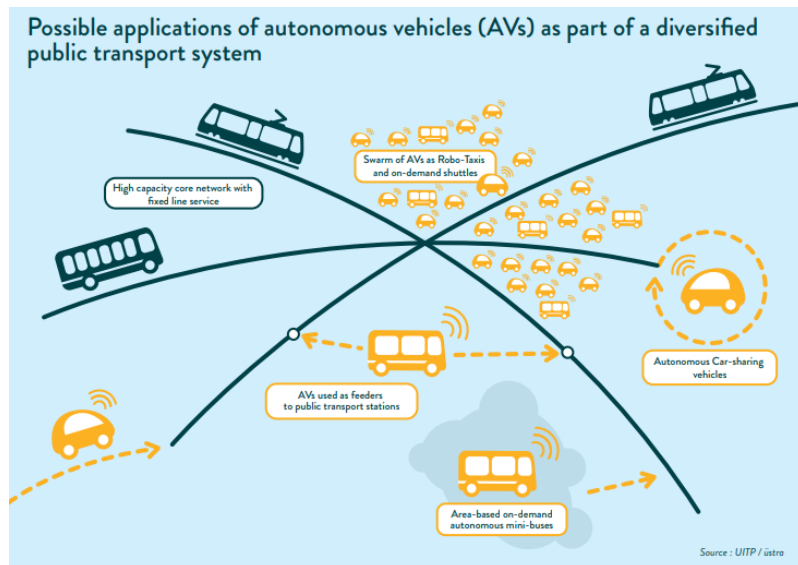 Possible applications of autonomous vehicles (AVs) as part of a diversified
public transport system
Swarm of AVs as Robo-Taxis
and on-demand shuttles
High capacity core network with
fixed line service
Autonomous Car-sharing
vehicles
AVs used as feeders
to public transport stations
Area-based on-demand
autonomous mini-buses
Source : UITP / üstra